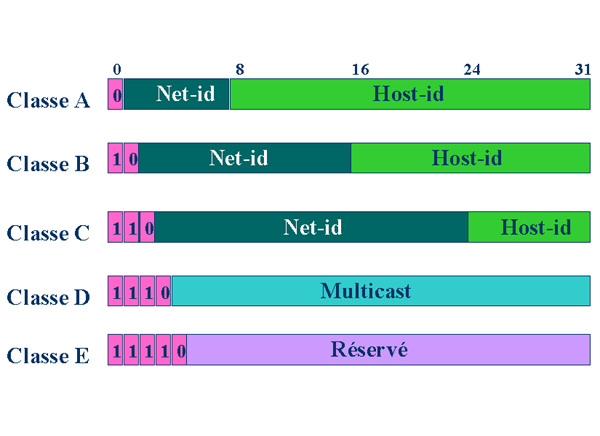 0 8 16 24 31
Classe A 0 Net-id Host-id
Classe B 1 0 Net-id Host-id
Classe C 1 1 0 Net-id Host-id
Classe D 1 1 1 0 Multicast
Classe E 1 1 1 1 0 Réservé